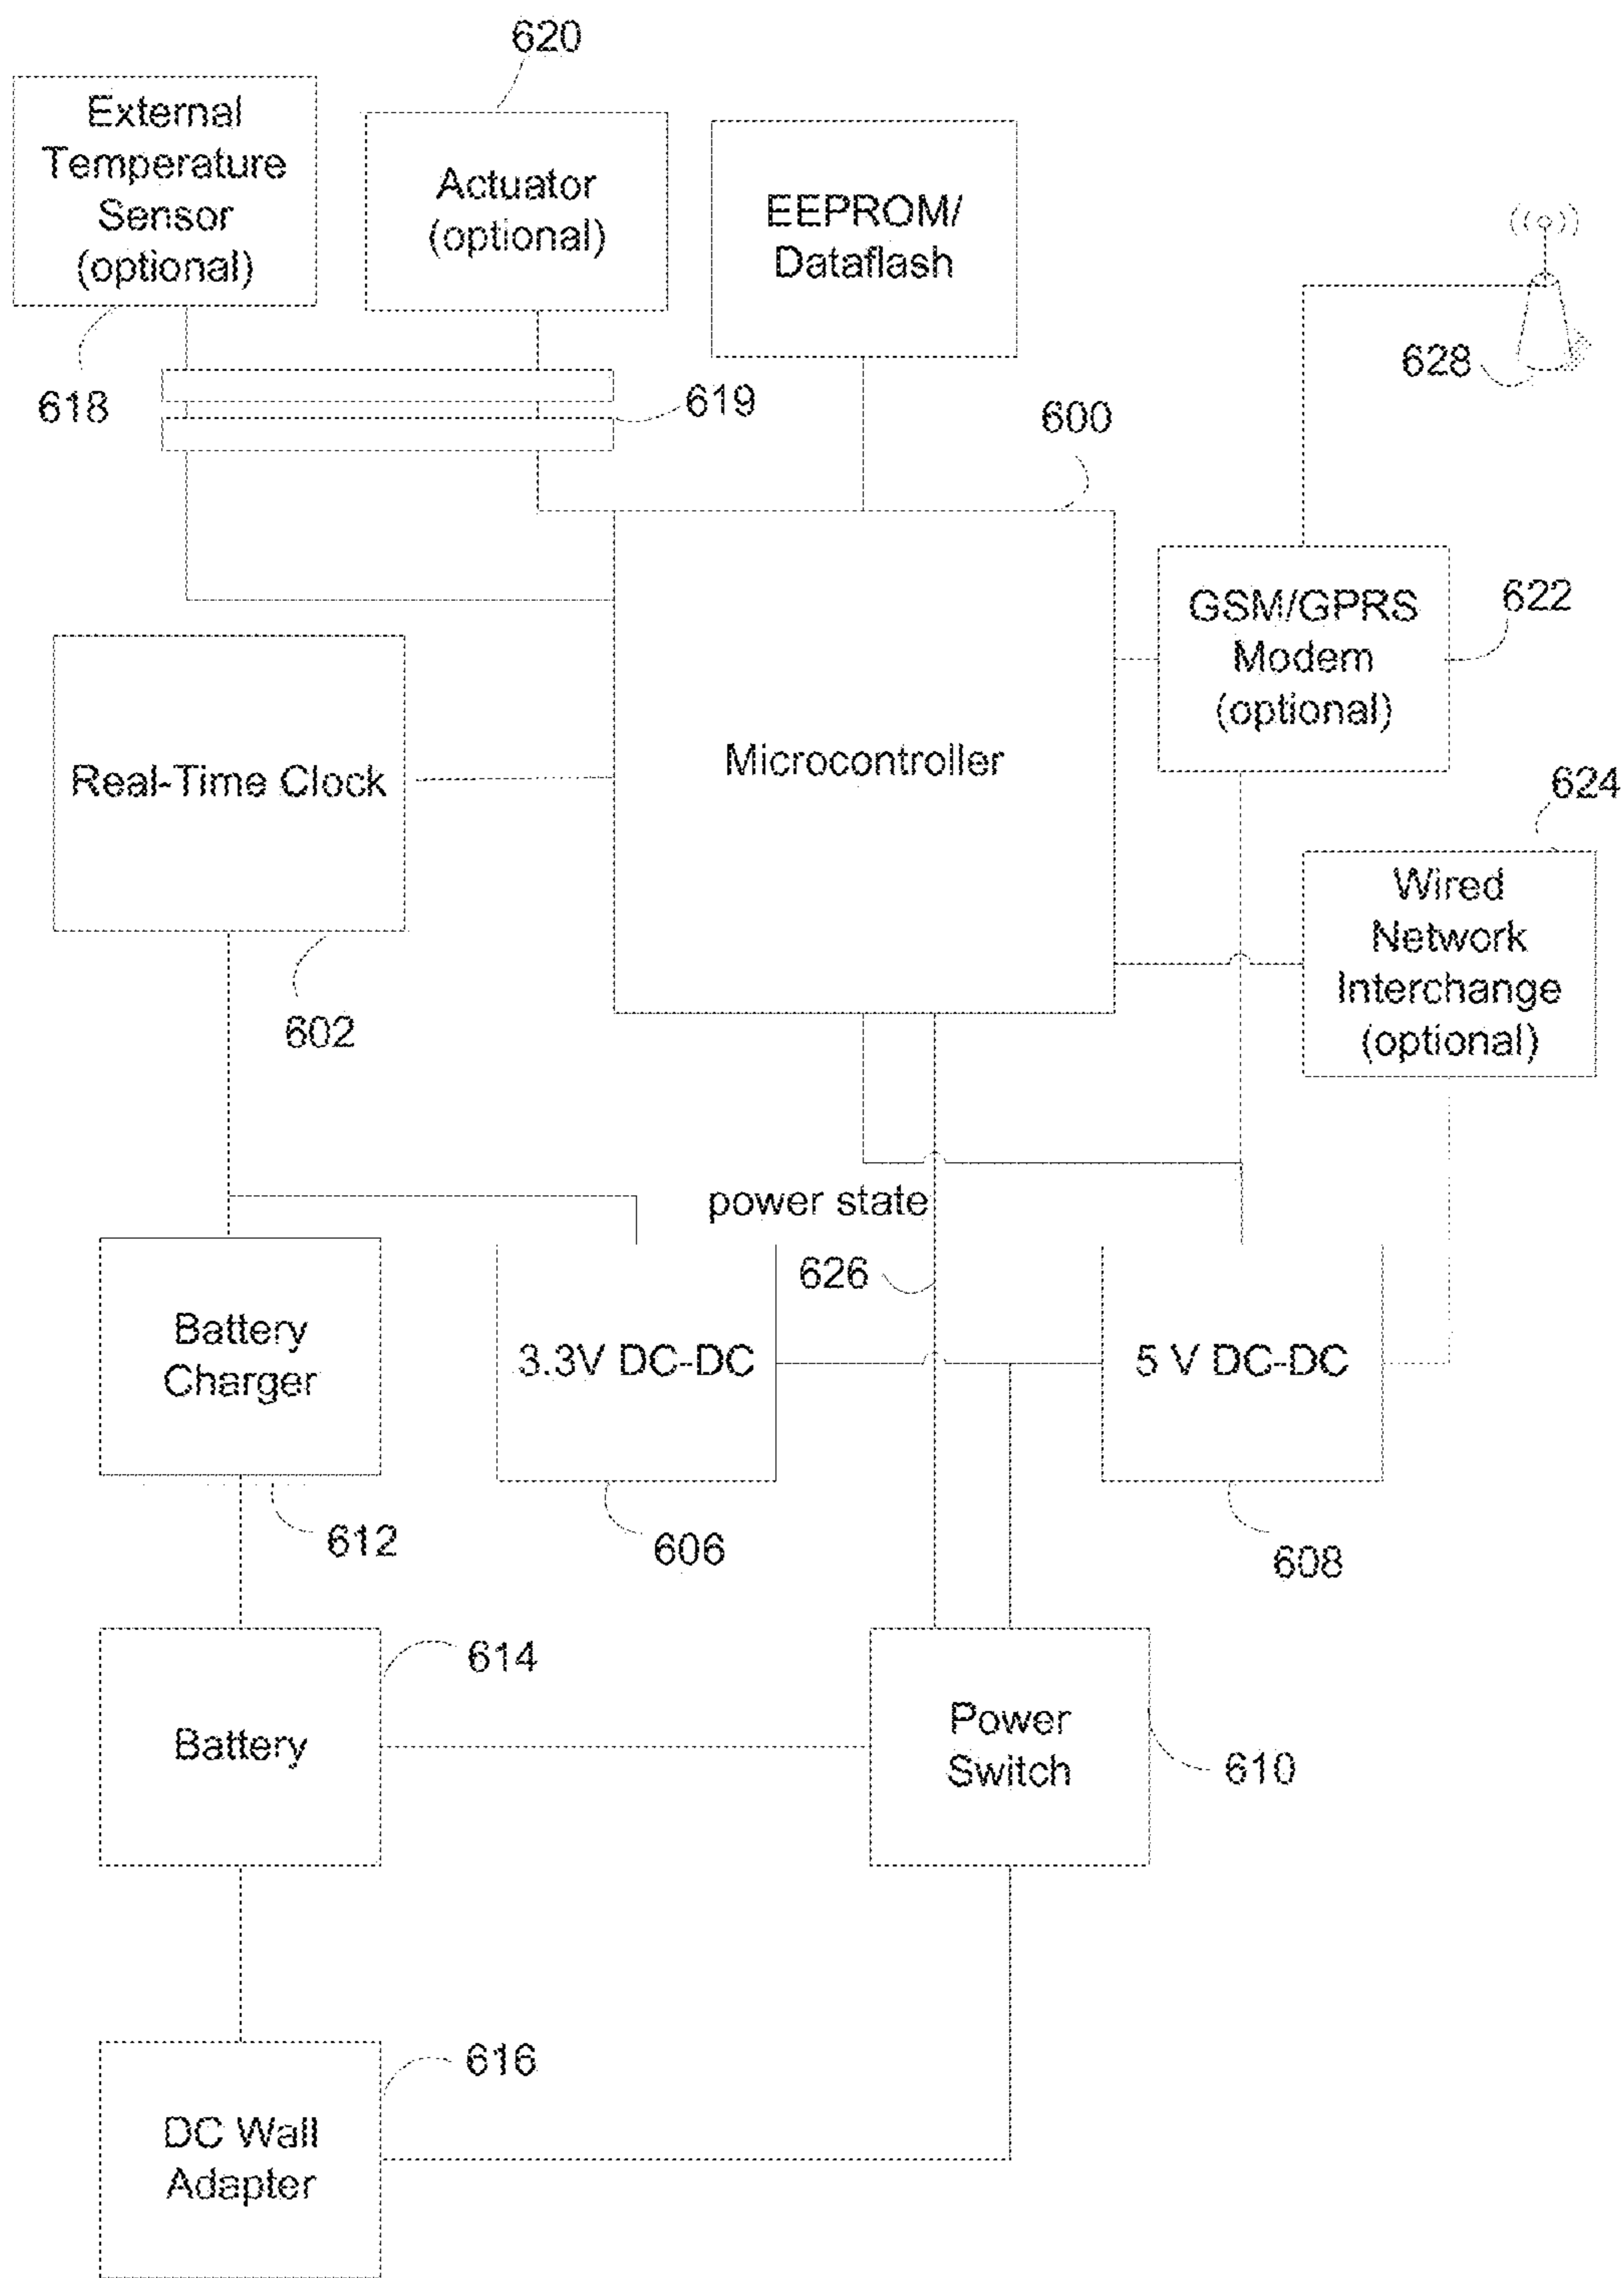 620
External
Temperature
Sensor
(optional)
Actuator
(optional)
EEPROM/
Dataflash
618
619
600
628
GSM/GPRS
Modem
(optional)
622
Real-Time Clock
Microcontroller
624
Wired
Network
Interchange
(optional)
602
power state
626
Battery
Charger
3.3V DC-DC
5 V DC-DC
612
606
608
614
Battery
Power
Switch
610
616
DC Wall
Adapter